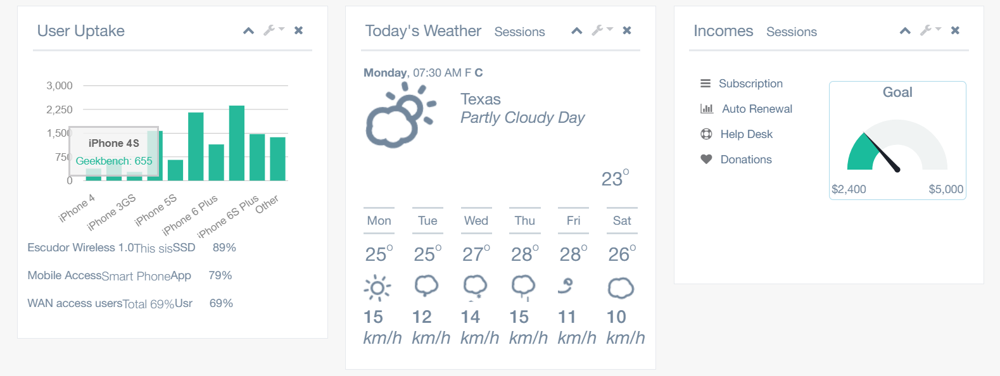 User Uptake
3,000
2,250
1,500
750
0
iPhone 4S
Geekbench: 655
iPhone 4
iPhone 3GS
iPhone 5S
iPhone 6 Plus
iPhone 6S Plus
Other
Escudor Wireless 1.0This sisSSD 89%
Mobile AccessSmart PhoneApp 79%
WAN access usersTotal 69%Usr 69%
Today's Weather Sessions
Monday, 07:30 AM F C
Texas
Partly Cloudy Day
23°
Mon Tue Wed Thu Fri Sat
25° 25° 27° 28° 28° 26°
15 12 14 15 11 10
km/h km/h km/h km/h km/h km/h
Incomes Sessions
Subscription
Auto Renewal
Help Desk
Donations
Goal
$2,400 $5,000